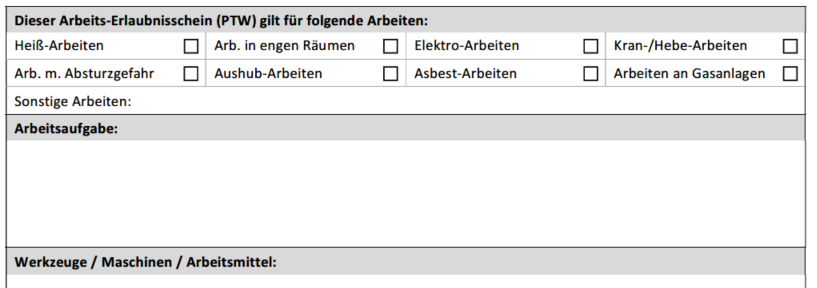 Dieser Arbeits-Erlaubnisschein (PTW) gilt für folgende Arbeiten:
Heiß-Arbeiten ☐ Arb. in engen Räumen ☐ Elektro-Arbeiten ☐ Kran-/Hebe-Arbeiten ☐
Arb. m. Absturzgefahr ☐ Aushub-Arbeiten ☐ Asbest-Arbeiten ☐ Arbeiten an Gasanlagen ☐
Sonstige Arbeiten:
Arbeitsaufgabe:
Werkzeuge / Maschinen / Arbeitsmittel: